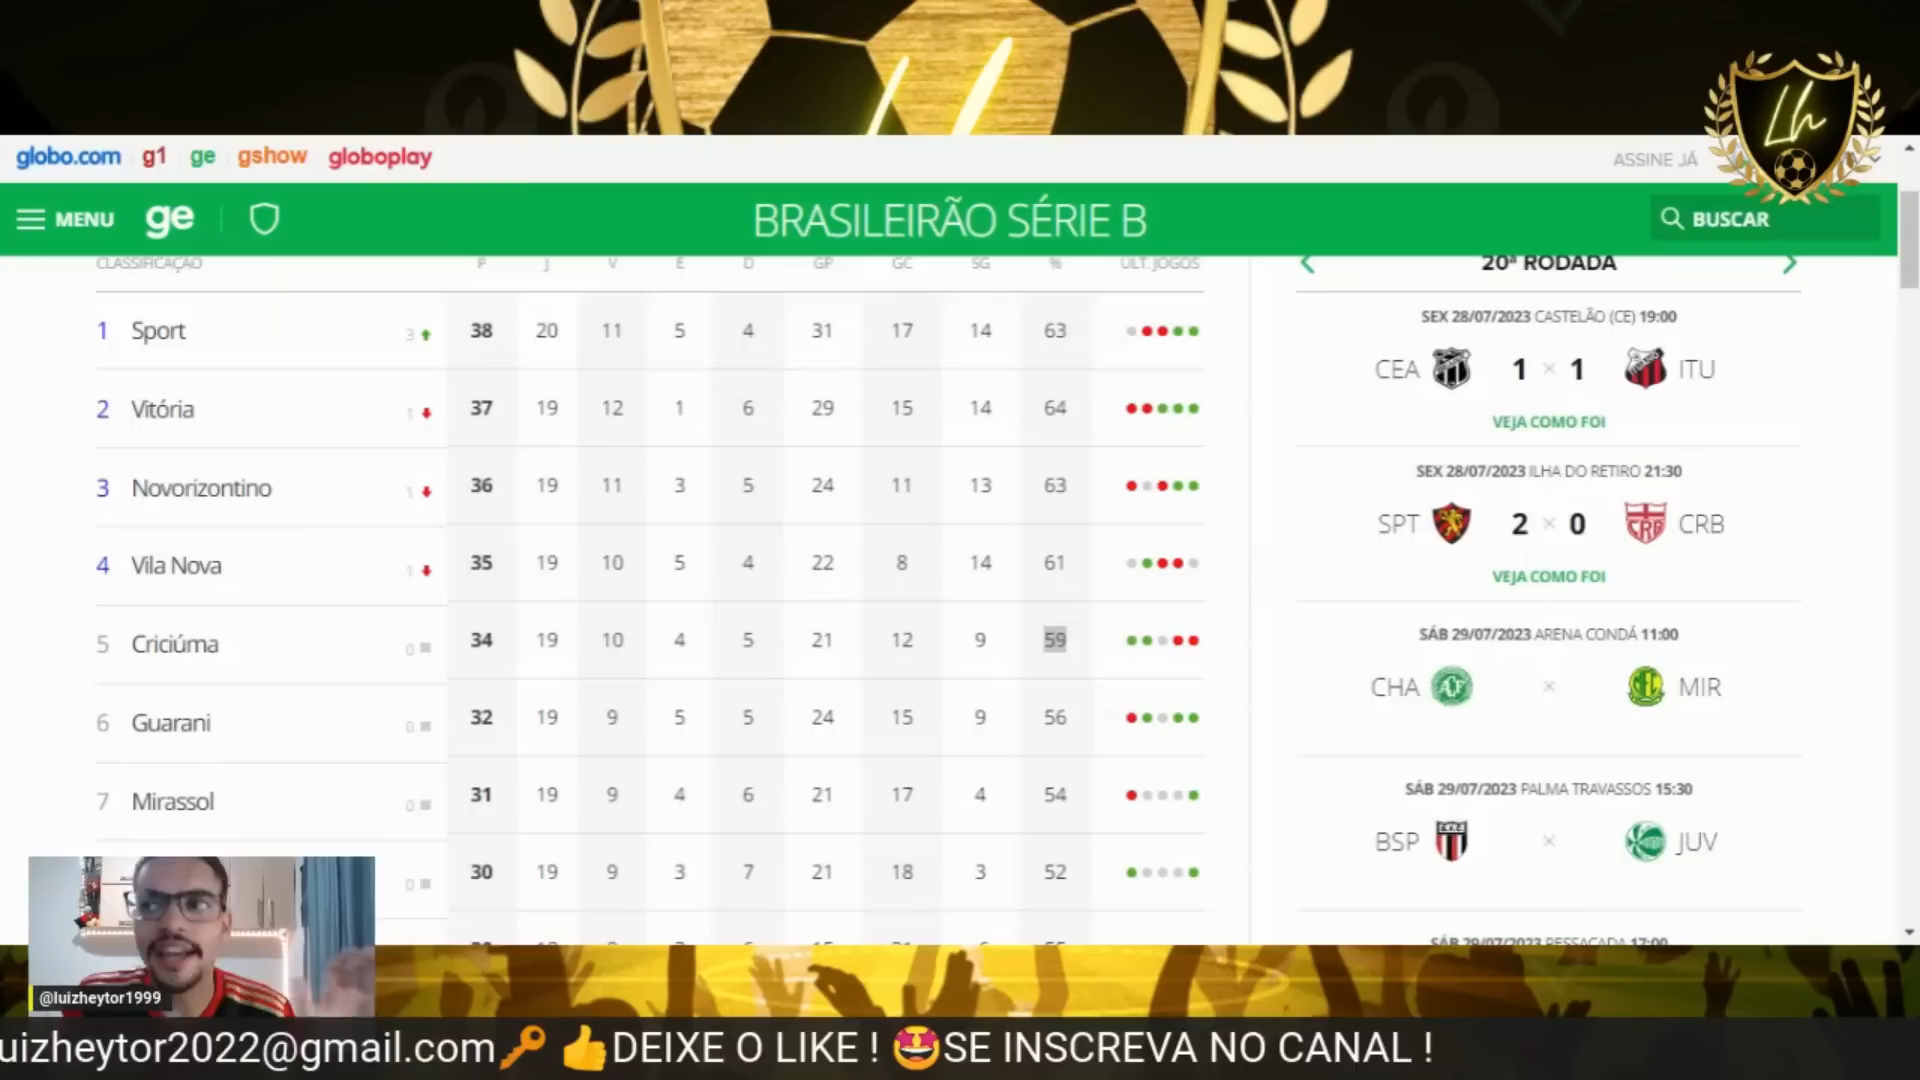 Lh
globo.com g1 ge gshow globoplay
ASSINE JÁ
MENU ge BRASILEIRÃO SÉRIE B BUSCAR
CLASSIFICAÇÃO P J V E D GP GC SG % ÚLT. JOGOS
1 Sport 3 38 20 11 5 4 31 17 14 63
2 Vitória 1 37 19 12 1 6 29 15 14 64
3 Novorizontino 1 36 19 11 3 5 24 11 13 63
4 Vila Nova 1 35 19 10 5 4 22 8 14 61
5 Criciúma 0 34 19 10 4 5 21 12 9 59
6 Guarani 0 32 19 9 5 5 24 15 9 56
7 Mirassol 0 31 19 9 4 6 21 17 4 54
0 30 19 9 3 7 21 18 3 52
20ª RODADA
SEX 28/07/2023 CASTELÃO (CE) 19:00
CEA 1 × 1 ITU
VEJA COMO FOI
SEX 28/07/2023 ILHA DO RETIRO 21:30
SPT 2 × 0 CRB
VEJA COMO FOI
SÁB 29/07/2023 ARENA CONDÁ 11:00
CHA × MIR
SÁB 29/07/2023 PALMA TRAVASSOS 15:30
BSP × JUV
SÁB 29/07/2023 RESSACADA 17:00
@luizheytor1999
uizheytor2022@gmail.com🔑 👍DEIXE O LIKE ! 🤩SE INSCREVA NO CANAL !